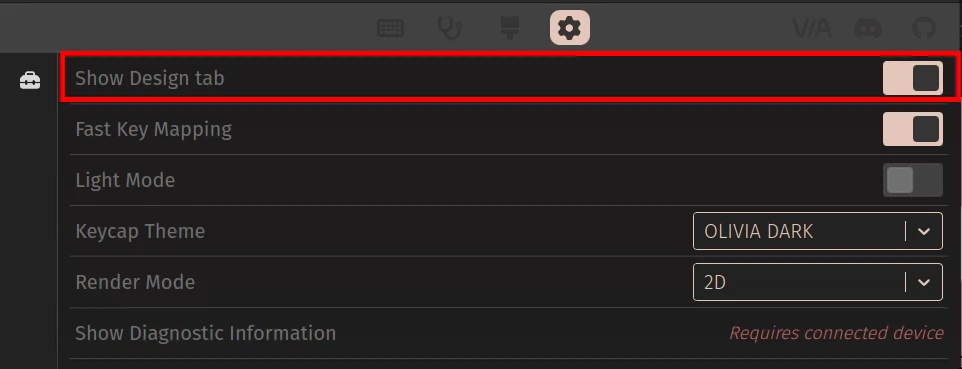 VIA
Show Design tab
Fast Key Mapping
Light Mode
Keycap Theme
OLIVIA DARK
Render Mode
2D
Show Diagnostic Information
Requires connected device